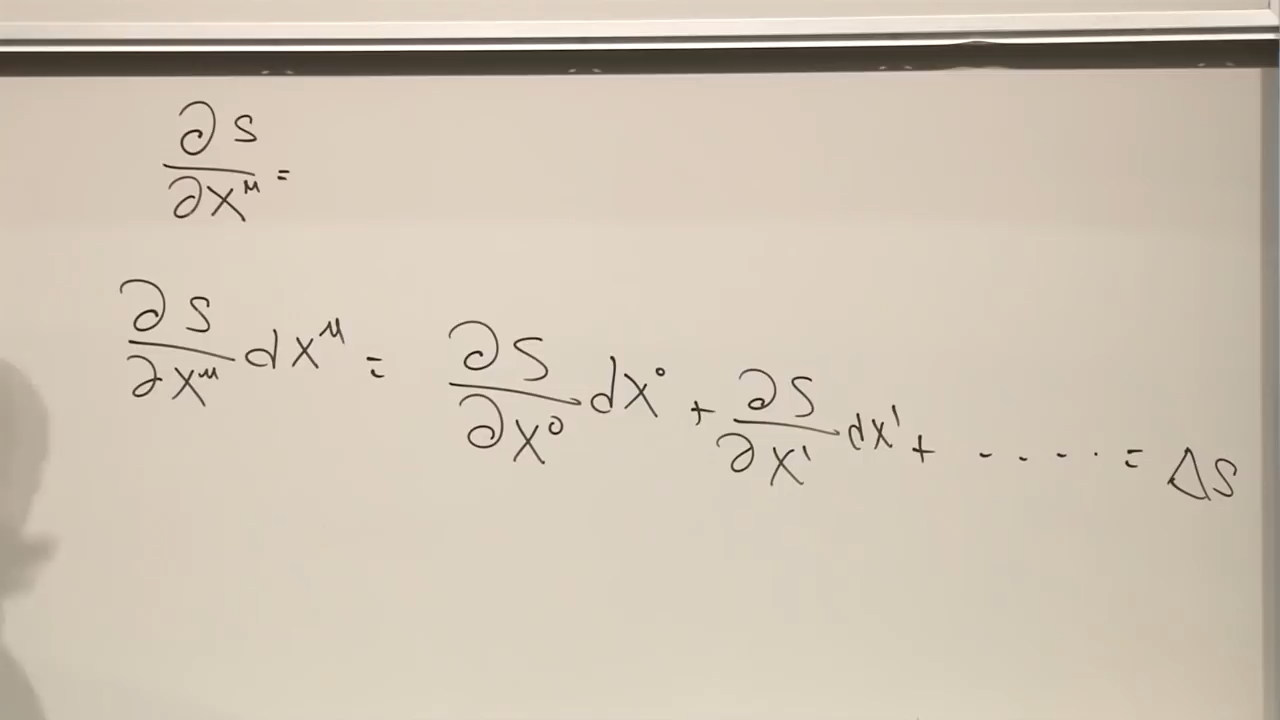 ∂S/∂X^μ =
∂S/∂X^μ dX^μ = ∂S/∂X^0 dX^0 + ∂S/∂X^1 dX^1 + ..... = ΔS